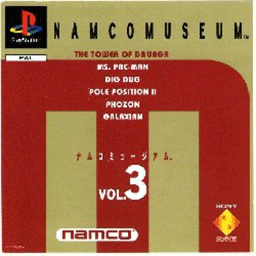 NAMCOMUSEUM™
PlayStation
PAL
THE TOWER OF DRUAGA
MS. PAC-MAN
DIG DUG
POLE POSITION II
PHOZON
GALAXIAN
ナムコミュージアム
VOL.3
namco
SONY